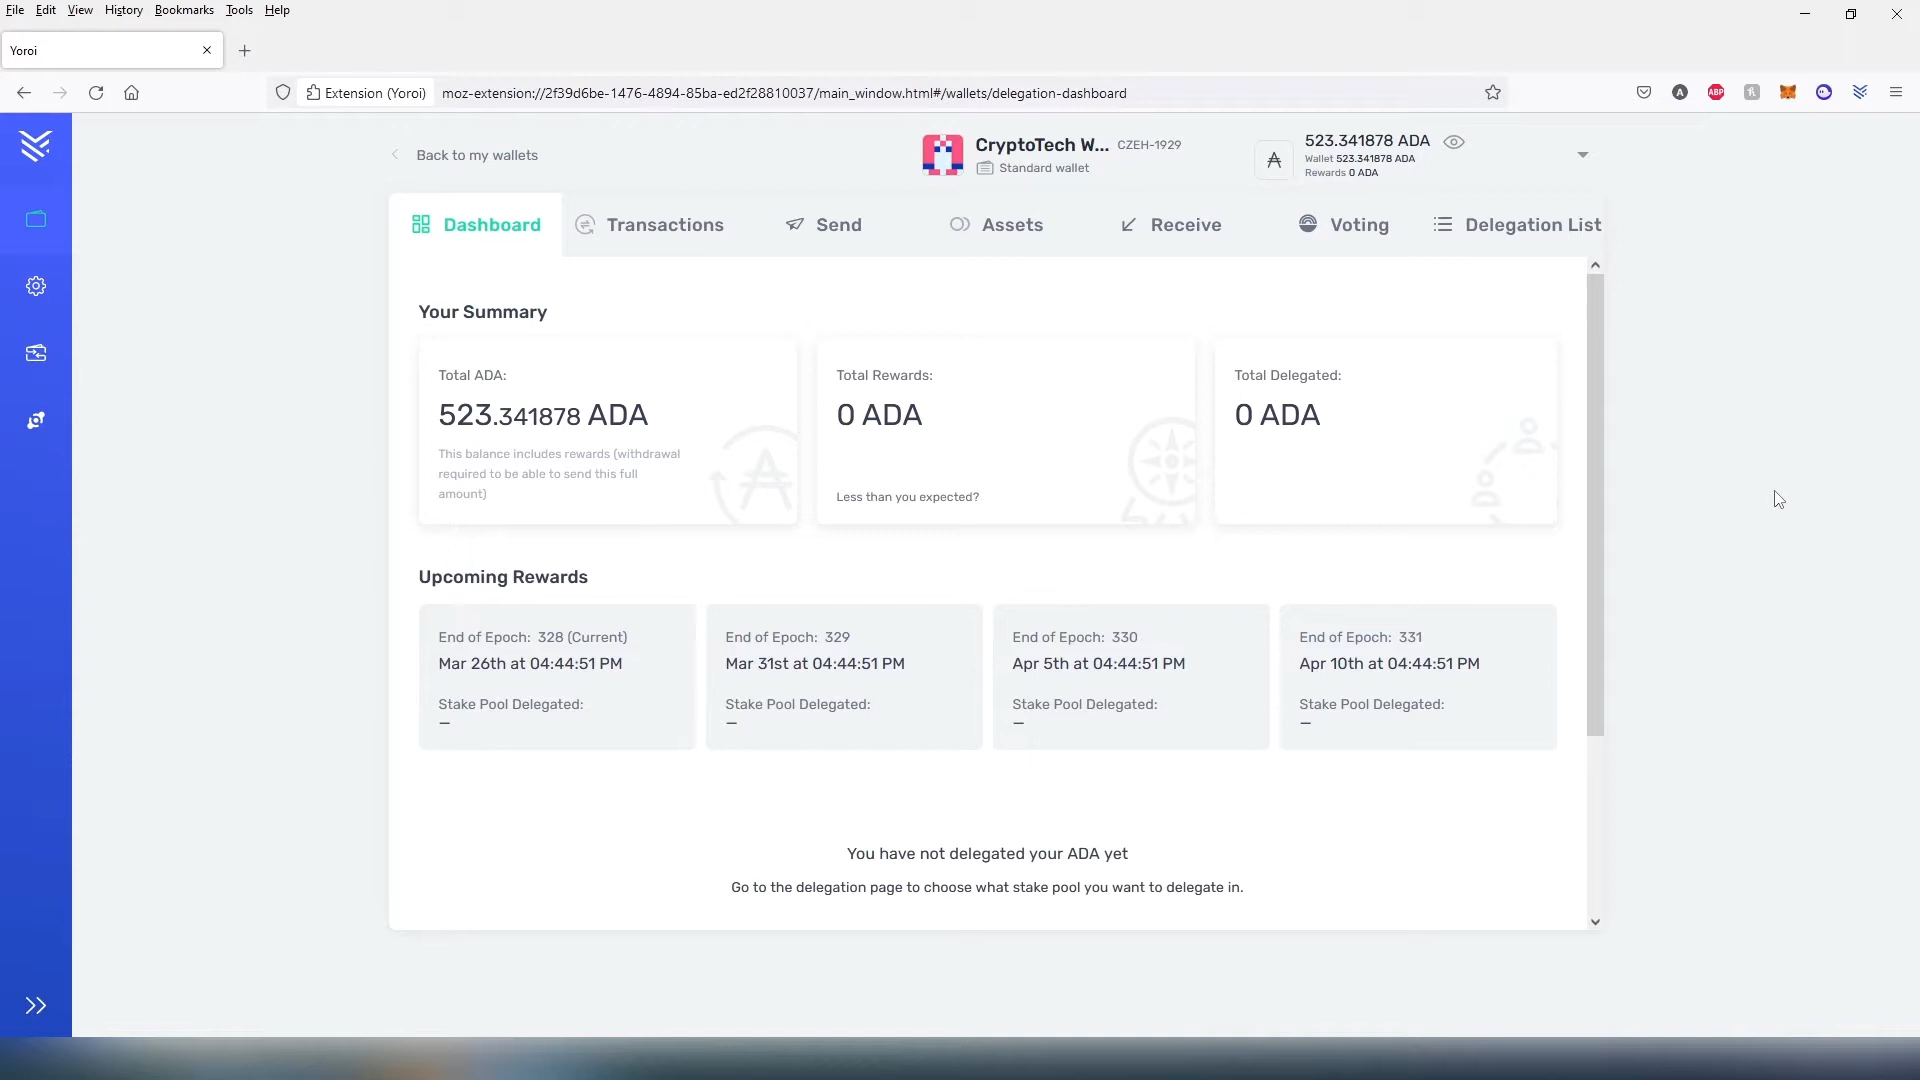 File Edit View History Bookmarks Tools Help
Yoroi
Extension (Yoroi) moz-extension://2f39d6be-1476-4894-85ba-ed2f28810037/main_window.html#/wallets/delegation-dashboard
A ABP
Back to my wallets
CryptoTech W... CZEH-1929
Standard wallet
523.341878 ADA
Wallet 523.341878 ADA
Rewards 0 ADA
Dashboard Transactions Send Assets Receive Voting Delegation List
Your Summary
Total ADA:
523.341878 ADA
This balance includes rewards (withdrawal
required to be able to send this full
amount)
Total Rewards:
0 ADA
Less than you expected?
Total Delegated:
0 ADA
Upcoming Rewards
End of Epoch: 328 (Current)
Mar 26th at 04:44:51 PM
Stake Pool Delegated:
—
End of Epoch: 329
Mar 31st at 04:44:51 PM
Stake Pool Delegated:
—
End of Epoch: 330
Apr 5th at 04:44:51 PM
Stake Pool Delegated:
—
End of Epoch: 331
Apr 10th at 04:44:51 PM
Stake Pool Delegated:
—
You have not delegated your ADA yet
Go to the delegation page to choose what stake pool you want to delegate in.